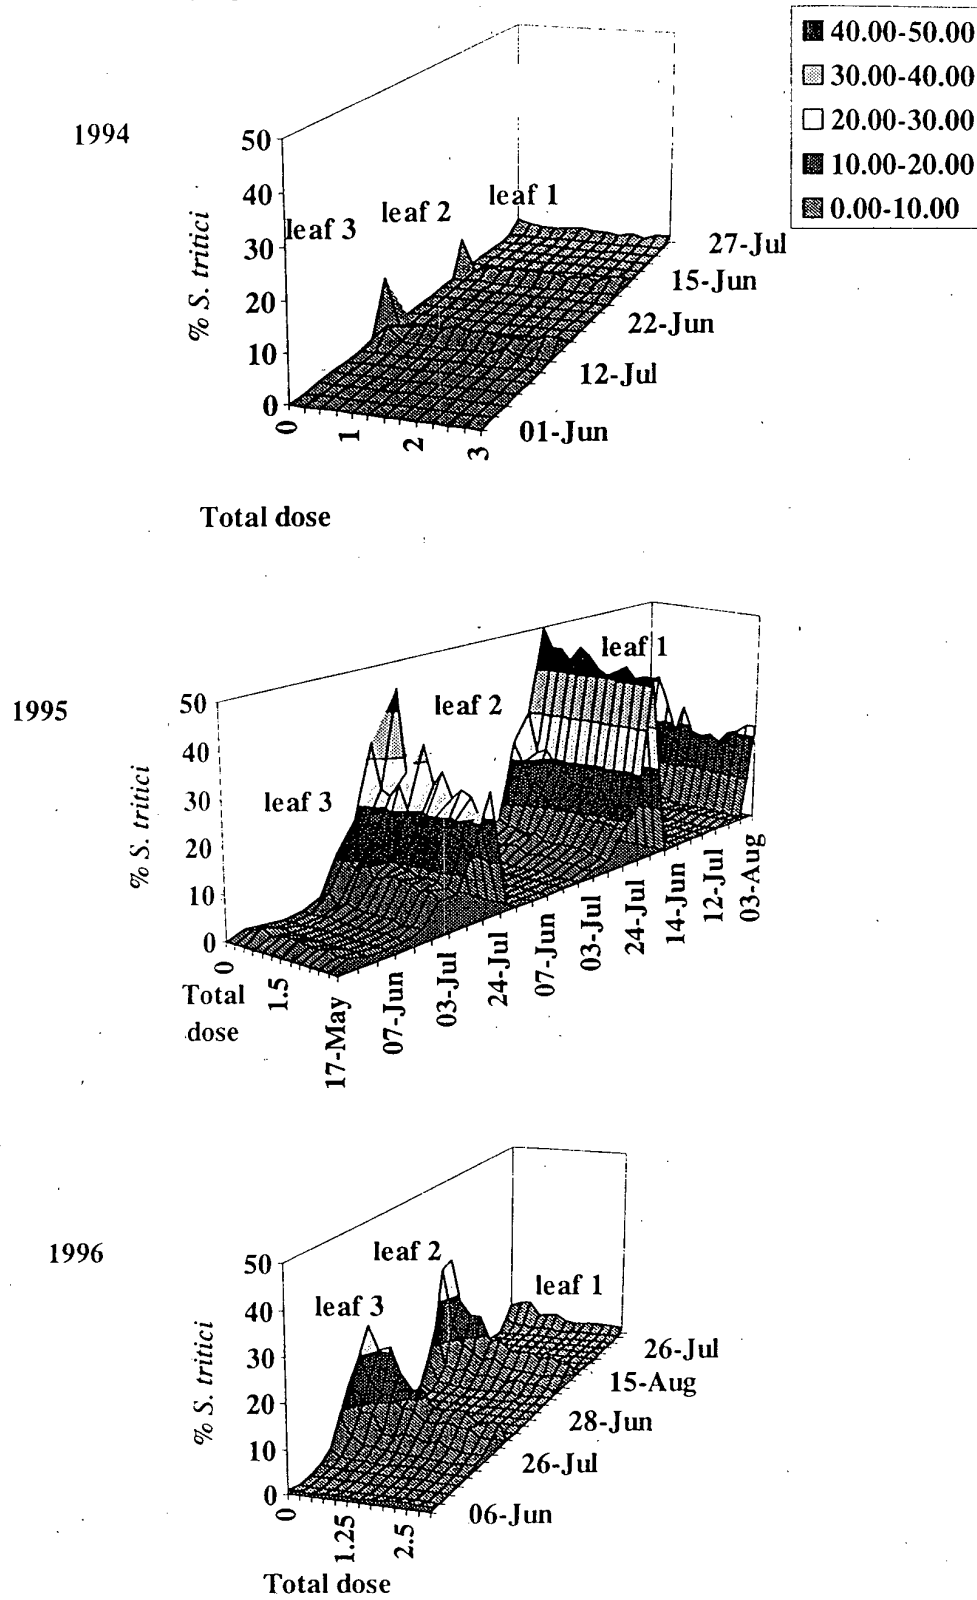 40.00-50.00
30.00-40.00
20.00-30.00
10.00-20.00
0.00-10.00
1994
% S. tritici
50
40
30
20
10
0
leaf 3
leaf 2
leaf 1
0
1
2
3
01-Jun
12-Jul
22-Jun
15-Jun
27-Jul
Total dose
1995
% S. tritici
50
40
30
20
10
0
leaf 3
leaf 2
leaf 1
0
1.5
Total
dose
17-May
07-Jun
03-Jul
24-Jul
07-Jun
03-Jul
24-Jul
14-Jun
12-Jul
03-Aug
1996
% S. tritici
50
40
30
20
10
0
leaf 3
leaf 2
leaf 1
0
1.25
2.5
06-Jun
26-Jul
28-Jun
15-Aug
26-Jul
Total dose